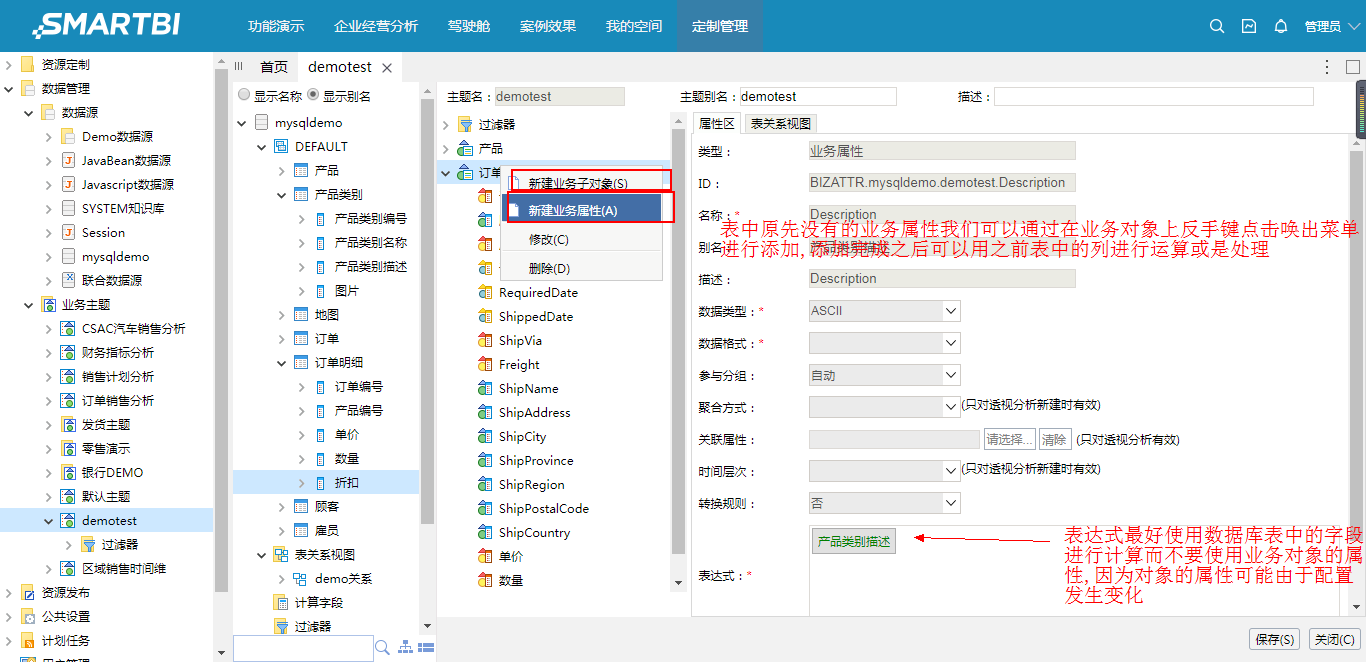 SMARTBI 功能演示 企业经营分析 驾驶舱 案例效果 我的空间 定制管理 管理员
资源定制
数据管理
数据源
Demo数据源
JavaBean数据源
Javascript数据源
SYSTEM知识库
Session
mysqldemo
联合数据源
业务主题
CSAC汽车销售分析
财务指标分析
销售计划分析
订单销售分析
发货主题
零售演示
银行DEMO
默认主题
demotest
过滤器
区域销售时间维
资源发布
公共设置
计划任务
首页 demotest
显示名称 显示别名
mysqldemo
DEFAULT
产品
产品类别
产品类别编号
产品类别名称
产品类别描述
图片
地图
订单
订单明细
订单编号
产品编号
单价
数量
折扣
顾客
雇员
表关系视图
demo关系
计算字段
过滤器
主题名： demotest 主题别名： demotest 描述：
过滤器
产品
订单
新建业务子对象(S)
新建业务属性(A)
修改(C)
删除(D)
RequiredDate
ShippedDate
ShipVia
Freight
ShipName
ShipAddress
ShipCity
ShipProvince
ShipRegion
ShipPostalCode
ShipCountry
单价
数量
属性区 表关系视图
类型： 业务属性
ID： BIZATTR.mysqldemo.demotest.Description
名称：* Description
表中原先没有的业务属性我们可以通过在业务对象上反手键点击唤出菜单
别名： 产品类别描述
进行添加,添加完成之后可以用之前表中的列进行运算或是处理
描述： Description
数据类型：* ASCII
数据格式：*
参与分组： 自动
聚合方式： (只对透视分析新建时有效)
关联属性： 请选择... 清除 (只对透视分析有效)
时间层次： (只对透视分析新建时有效)
转换规则： 否
表达式：* 产品类别描述
表达式最好使用数据库表中的字段
进行计算而不要使用业务对象的属
性,因为对象的属性可能由于配置
发生变化
保存(S) 关闭(C)